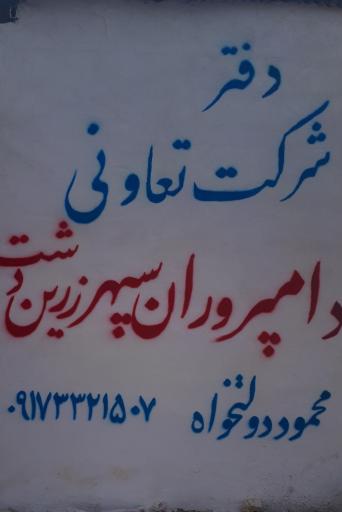 دفتر
شرکت تعاونی
دامپروران سپهر زرین دشت
محمود دولتخواه ۰۹۱۷۳۳۲۱۵۰۷